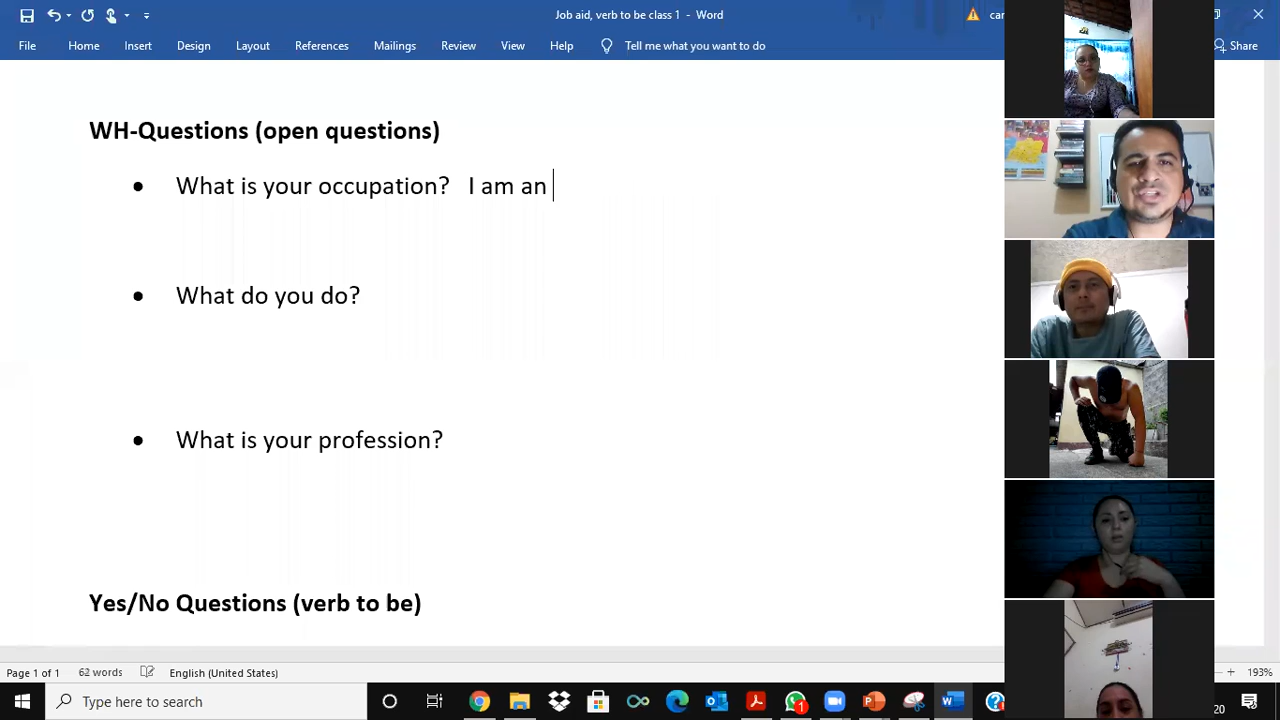 Job aid, verb to be class 1 - Word
File Home Insert Design Layout References Mailings Review View Help Tell me what you want to do Share
WH-Questions (open questions)
• What is your occupation? I am an
• What do you do?
• What is your profession?
Yes/No Questions (verb to be)
Page 1 of 1 62 words English (United States) 193%
Type here to search